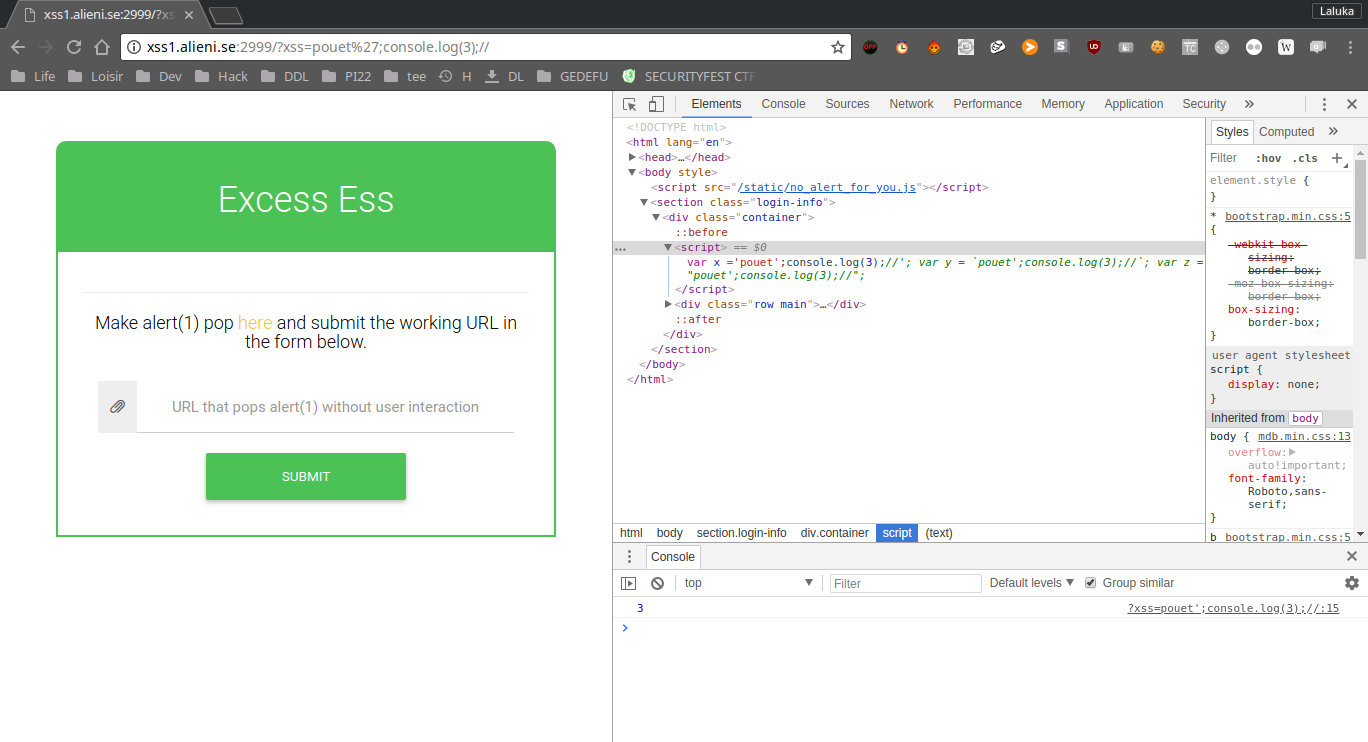 xss1.alieni.se:2999/?xs
Laluka
xss1.alieni.se:2999/?xss=pouet%27;console.log(3);//
Life Loisir Dev Hack DDL PI22 tee H DL GEDEFU SECURITYFEST CTF
Elements Console Sources Network Performance Memory Application Security »
Excess Ess
Make alert(1) pop here and submit the working URL in
the form below.
URL that pops alert(1) without user interaction
SUBMIT
<!DOCTYPE html>
<html lang="en">
<head>…</head>
<body style>
<script src="/static/no_alert_for_you.js"></script>
<section class="login-info">
<div class="container">
::before
<script> == $0
var x ='pouet';console.log(3);//'; var y = `pouet';console.log(3);//`; var z =
"pouet';console.log(3);//";
</script>
<div class="row main">…</div>
::after
</div>
</section>
</body>
</html>
html body section.login-info div.container script (text)
Styles Computed »
Filter :hov .cls +
element.style {
}
* bootstrap.min.css:5
{
-webkit-box-
sizing:
border-box;
-moz-box-sizing:
border-box;
box-sizing:
border-box;
}
user agent stylesheet
script {
display: none;
}
Inherited from body
body { mdb.min.css:13
overflow:
auto!important;
font-family:
Roboto,sans-
serif;
}
b bootstrap.min.css:5
Console
top Filter Default levels Group similar
3 ?xss=pouet';console.log(3);//:15